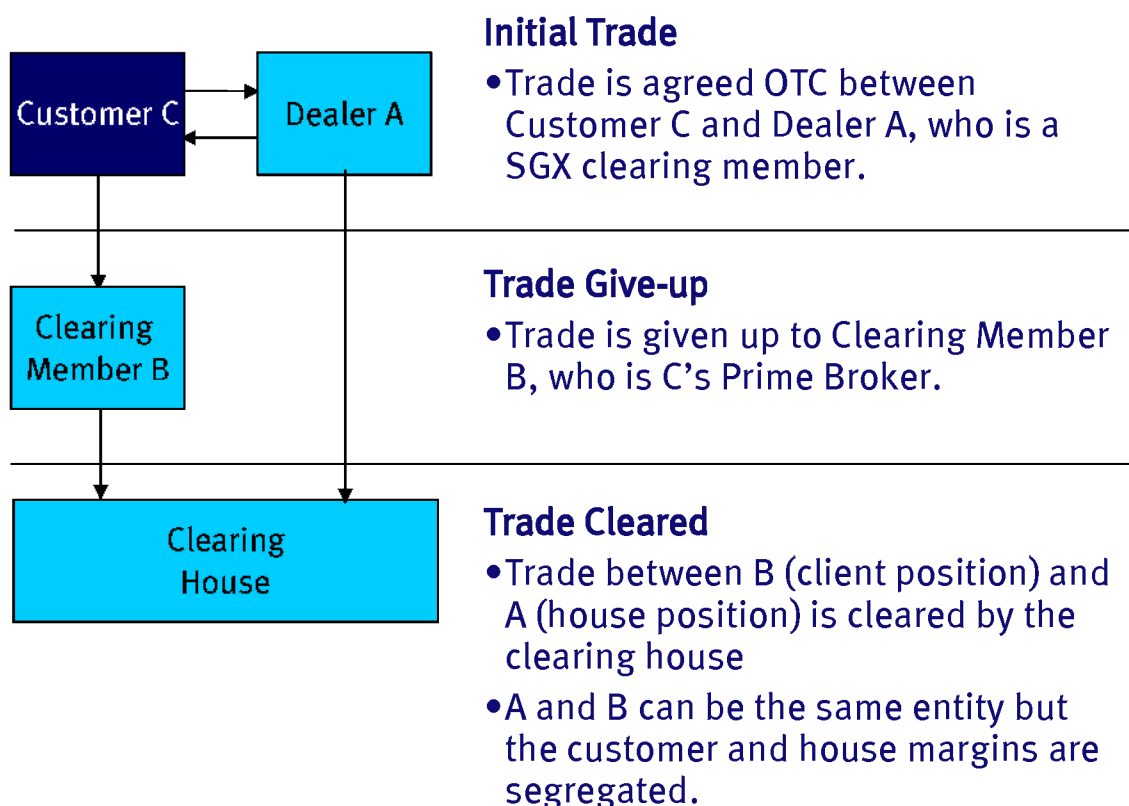 Initial Trade
Customer C
Dealer A
•Trade is agreed OTC between
Customer C and Dealer A, who is a
SGX clearing member.
Clearing
Member B
Trade Give-up
•Trade is given up to Clearing Member
B, who is C's Prime Broker.
Clearing
House
Trade Cleared
•Trade between B (client position) and
A (house position) is cleared by the
clearing house
•A and B can be the same entity but
the customer and house margins are
segregated.